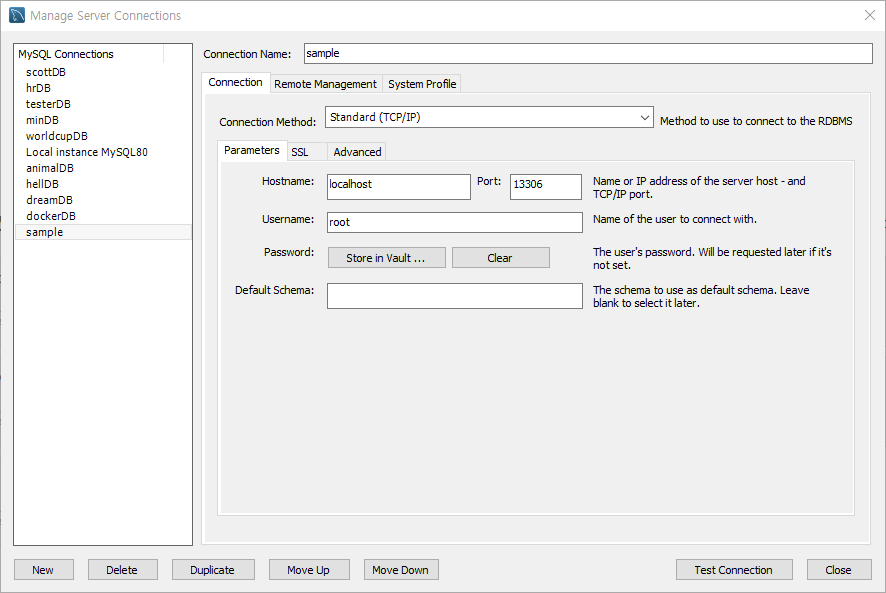 Manage Server Connections
MySQL Connections
scottDB
hrDB
testerDB
minDB
worldcupDB
Local instance MySQL80
animalDB
hellDB
dreamDB
dockerDB
sample
Connection Name: sample
Connection Remote Management System Profile
Connection Method: Standard (TCP/IP) Method to use to connect to the RDBMS
Parameters SSL Advanced
Hostname: localhost Port: 13306 Name or IP address of the server host - and
TCP/IP port.
Username: root Name of the user to connect with.
Password: Store in Vault ... Clear The user's password. Will be requested later if it's
not set.
Default Schema: The schema to use as default schema. Leave
blank to select it later.
New Delete Duplicate Move Up Move Down Test Connection Close